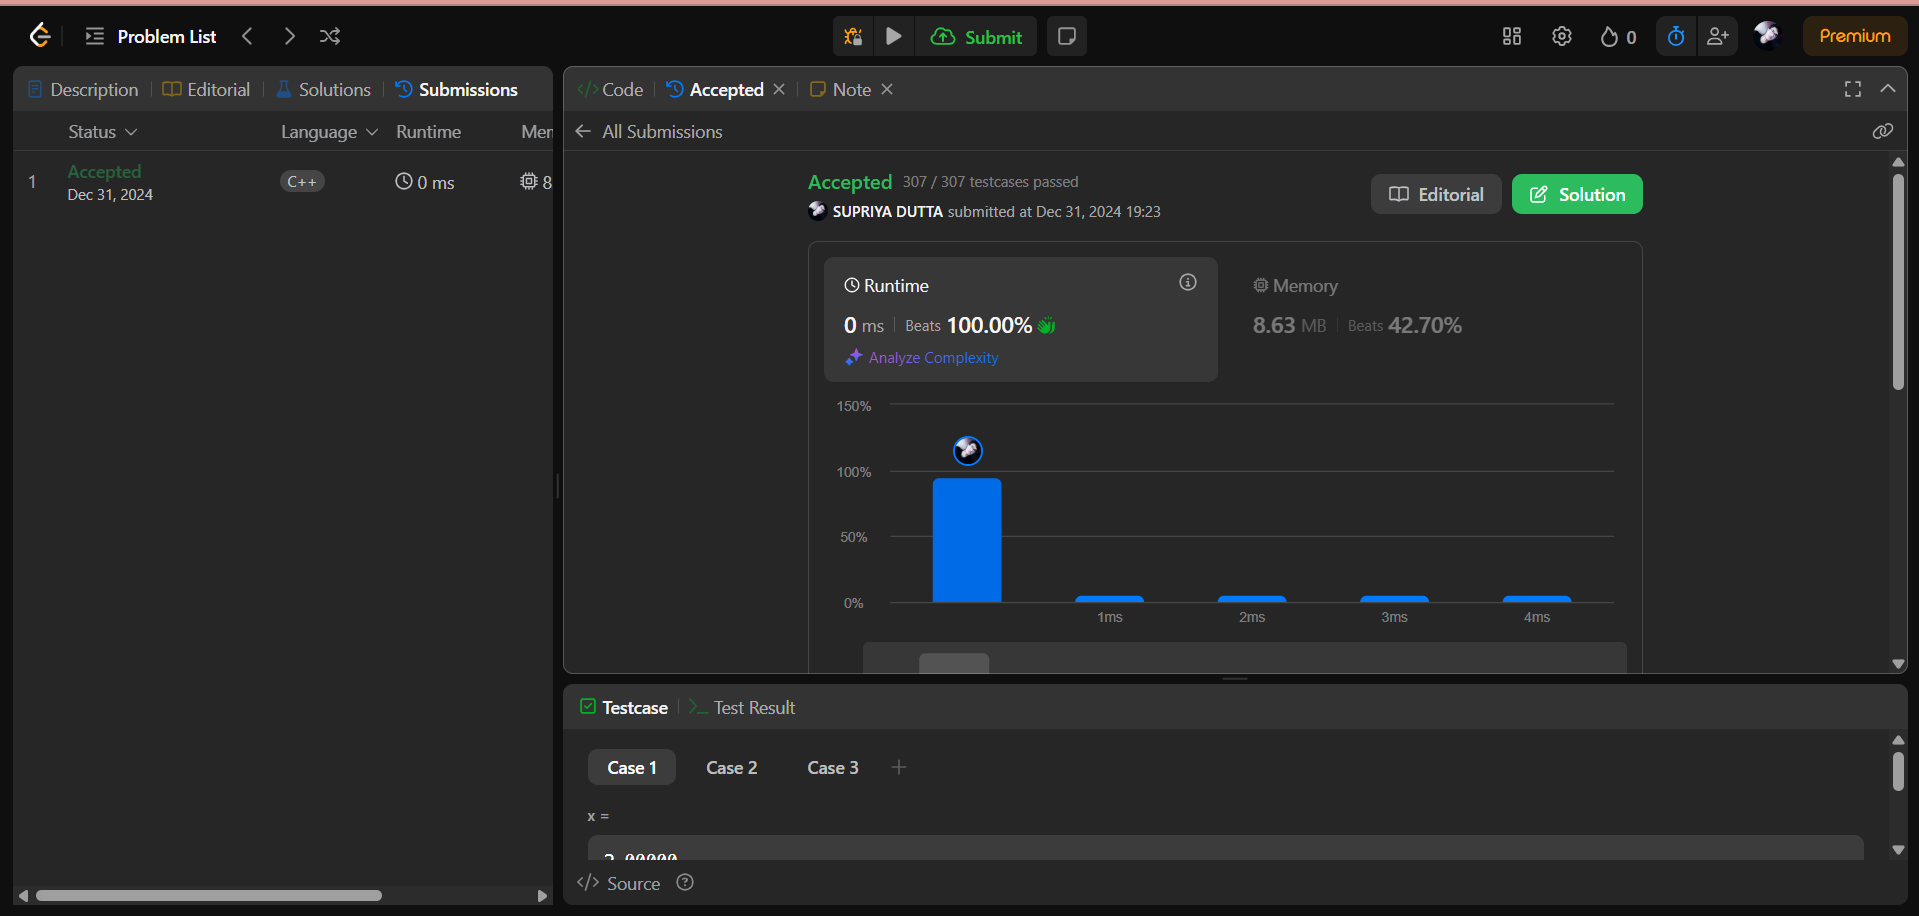 Problem List
Submit
0
Premium
Description
Editorial
Solutions
Submissions
Status
Language
Runtime
Mem
1
Accepted
Dec 31, 2024
C++
0 ms
8
Code
Accepted
Note
All Submissions
Accepted 307 / 307 testcases passed
SUPRIYA DUTTA submitted at Dec 31, 2024 19:23
Editorial
Solution
Runtime
0 ms Beats 100.00%
Analyze Complexity
Memory
8.63 MB Beats 42.70%
150%
100%
50%
0%
1ms
2ms
3ms
4ms
Testcase
Test Result
Case 1
Case 2
Case 3
x =
2.00000
Source